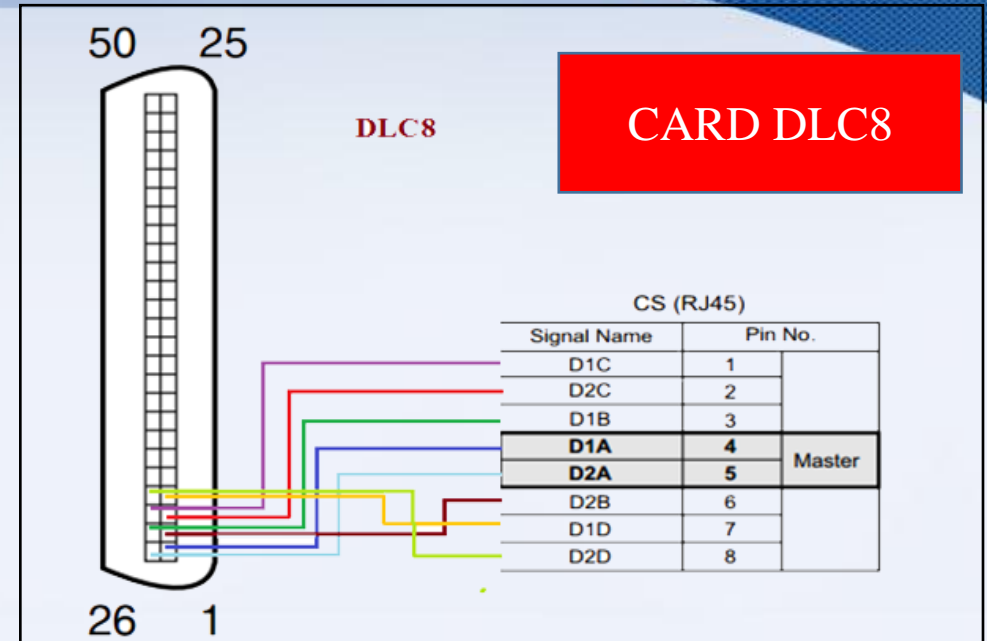 50 25
DLC8
CARD DLC8
CS (RJ45)
Signal Name Pin No.
D1C 1
D2C 2
D1B 3
D1A 4
Master
D2A 5
D2B 6
D1D 7
D2D 8
26 1